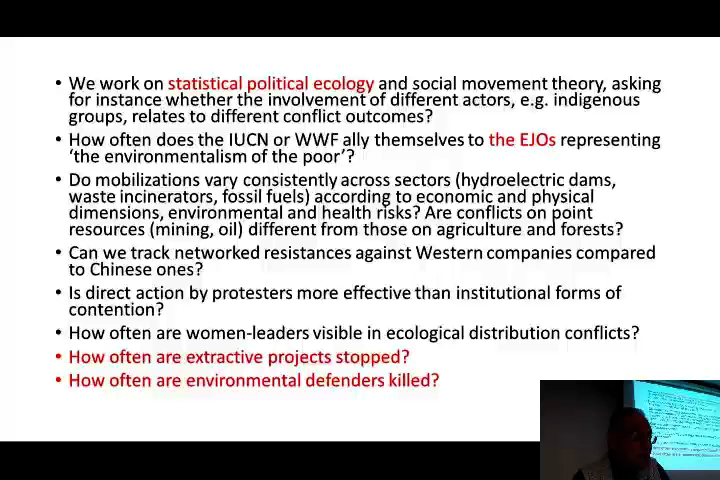 • We work on statistical political ecology and social movement theory, asking
for instance whether the involvement of different actors, e.g. indigenous
groups, relates to different conflict outcomes?
• How often does the IUCN or WWF ally themselves to the EJOs representing
‘the environmentalism of the poor’?
• Do mobilizations vary consistently across sectors (hydroelectric dams,
waste incinerators, fossil fuels) according to economic and physical
dimensions, environmental and health risks? Are conflicts on point
resources (mining, oil) different from those on agriculture and forests?
• Can we track networked resistances against Western companies compared
to Chinese ones?
• Is direct action by protesters more effective than institutional forms of
contention?
• How often are women-leaders visible in ecological distribution conflicts?
• How often are extractive projects stopped?
• How often are environmental defenders killed?